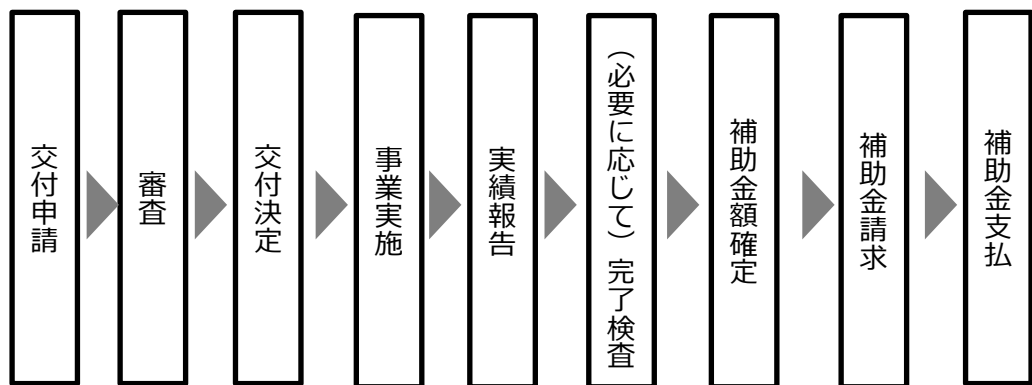 交付申請
審査
交付決定
事業実施
実績報告
（必要に応じて）完了検査
補助金額確定
補助金請求
補助金支払